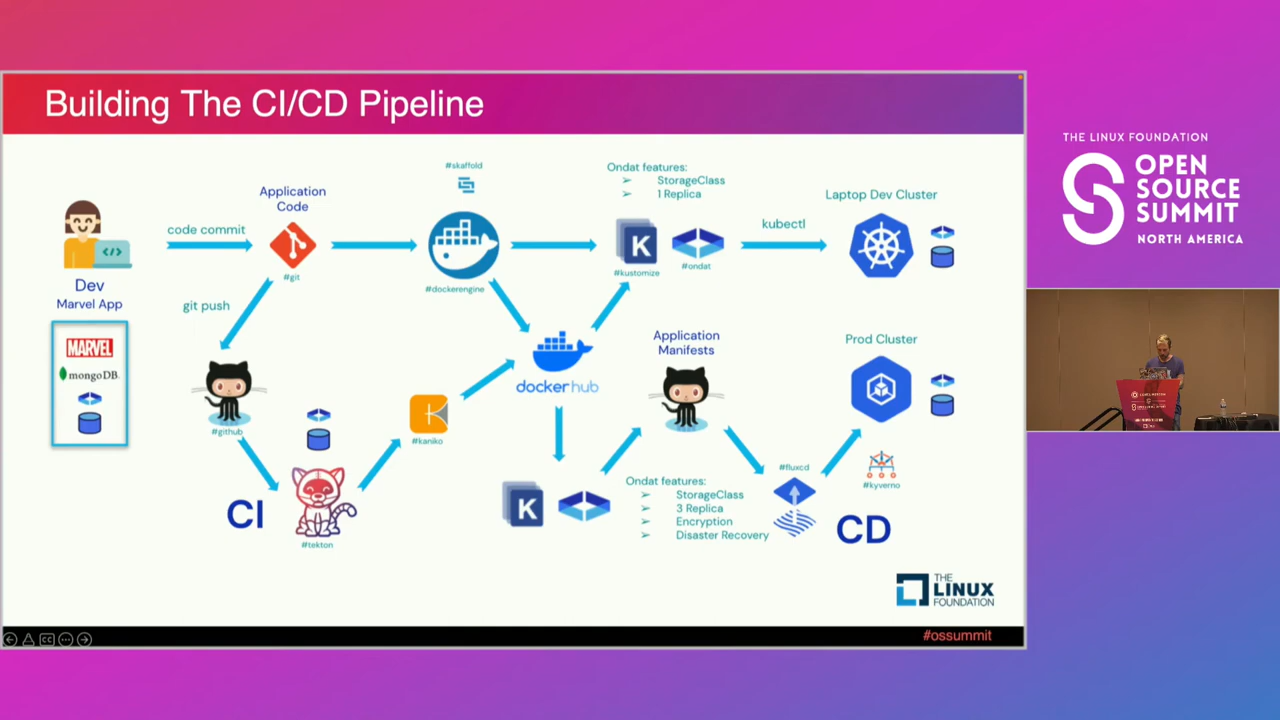 Building The CI/CD Pipeline
THE LINUX FOUNDATION
OPEN
SOURCE
SUMMIT
NORTH AMERICA
#skaffold
Ondat features:
➢ StorageClass
➢ 1 Replica
Application
Code
Laptop Dev Cluster
code commit
kubectl
</>
K
#git
#dockerengine
#kustomize
#ondat
Dev
Marvel App
git push
MARVEL
mongoDB.
docker hub
Application
Manifests
Prod Cluster
#github
#kaniko
CI
#tekton
K
Ondat features:
➢ StorageClass
➢ 3 Replica
➢ Encryption
➢ Disaster Recovery
#fluxcd
#kyverno
CD
THE
LINUX
FOUNDATION
CC
#ossummit